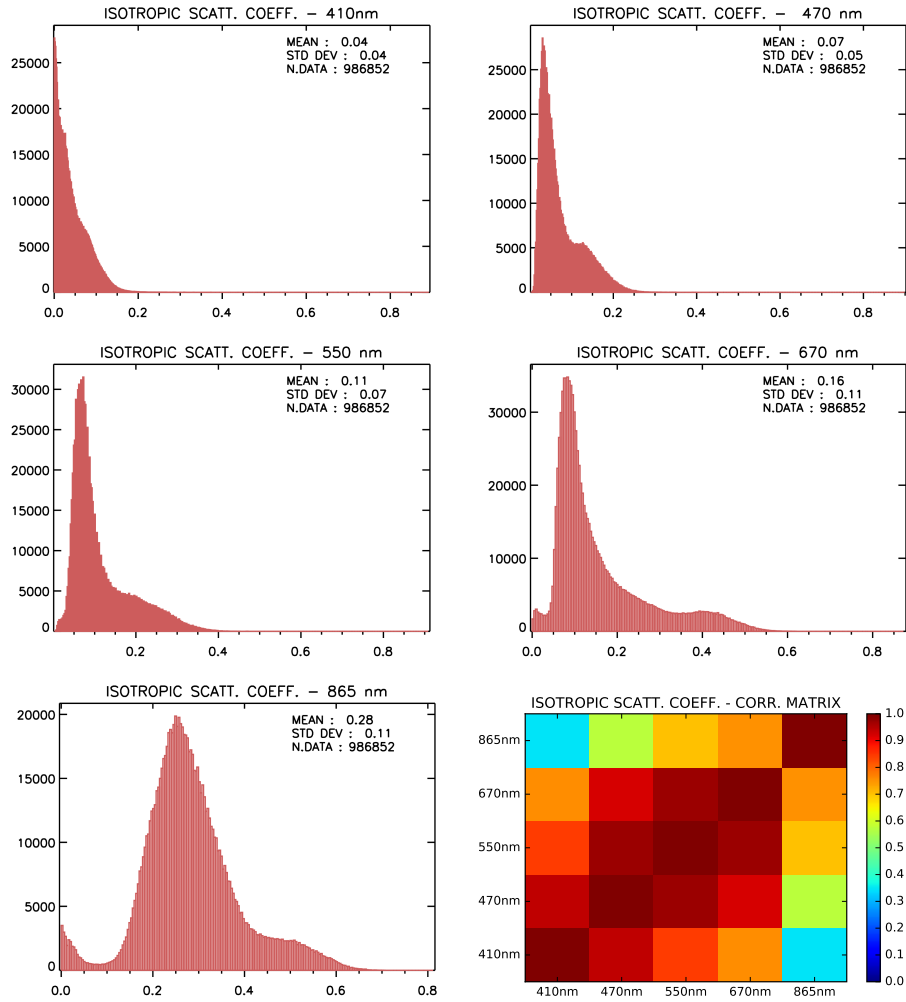 ISOTROPIC SCATT. COEFF. – 410nm
MEAN : 0.04
STD DEV : 0.04
N.DATA : 986852
25000
20000
15000
10000
5000
0
0.0 0.2 0.4 0.6 0.8
ISOTROPIC SCATT. COEFF. – 470 nm
MEAN : 0.07
STD DEV : 0.05
N.DATA : 986852
25000
20000
15000
10000
5000
0
0.2 0.4 0.6 0.8
ISOTROPIC SCATT. COEFF. – 550 nm
MEAN : 0.11
STD DEV : 0.07
N.DATA : 986852
30000
25000
20000
15000
10000
5000
0
0.2 0.4 0.6 0.8
ISOTROPIC SCATT. COEFF. – 670 nm
MEAN : 0.16
STD DEV : 0.11
N.DATA : 986852
30000
20000
10000
0
0.0 0.2 0.4 0.6 0.8
ISOTROPIC SCATT. COEFF. – 865 nm
MEAN : 0.28
STD DEV : 0.11
N.DATA : 986852
20000
15000
10000
5000
0
0.0 0.2 0.4 0.6 0.8
ISOTROPIC SCATT. COEFF. - CORR. MATRIX
865nm
670nm
550nm
470nm
410nm
410nm 470nm 550nm 670nm 865nm
1.0
0.9
0.8
0.7
0.6
0.5
0.4
0.3
0.2
0.1
0.0